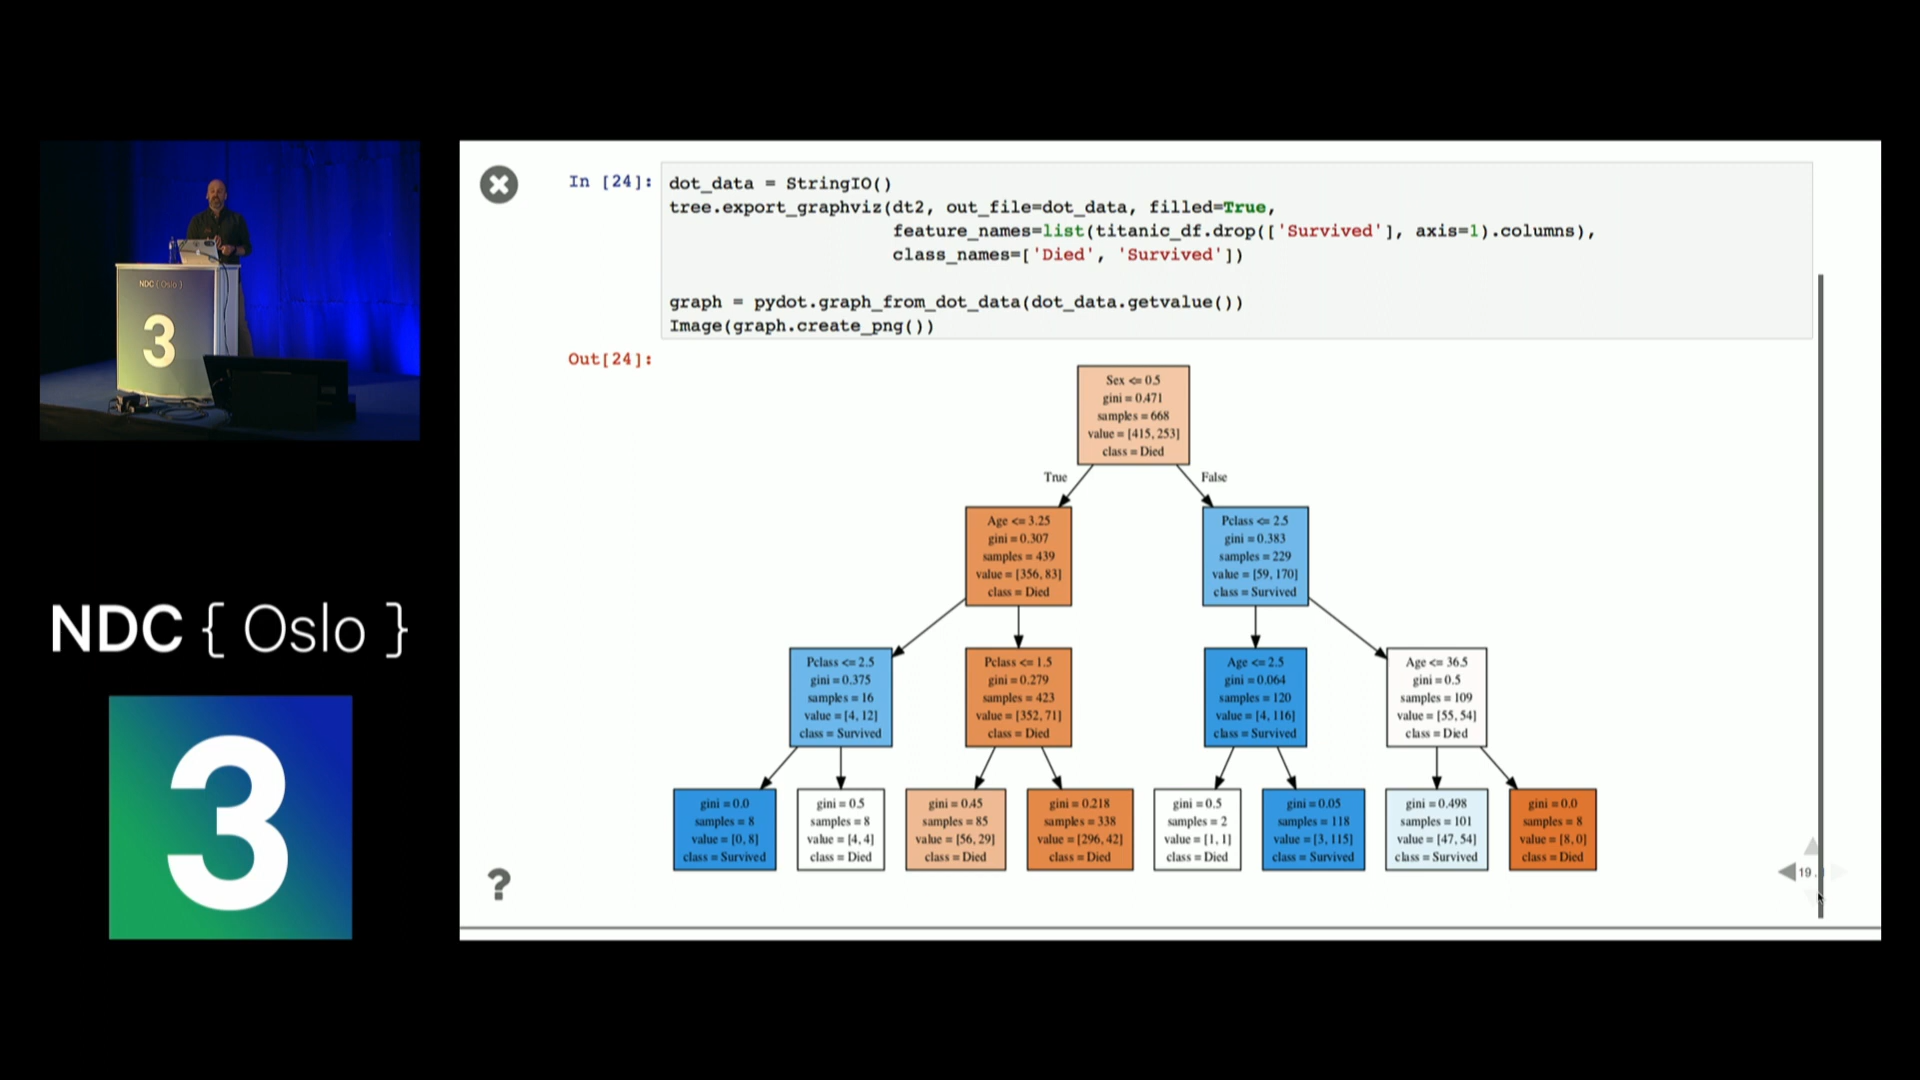 NDC { Oslo }
3
NDC { Oslo }
3
In [24]:
dot_data = StringIO()
tree.export_graphviz(dt2, out_file=dot_data, filled=True,
feature_names=list(titanic_df.drop(['Survived'], axis=1).columns),
class_names=['Died', 'Survived'])
graph = pydot.graph_from_dot_data(dot_data.getvalue())
Image(graph.create_png())
Out[24]:
Sex <= 0.5
gini = 0.471
samples = 668
value = [415, 253]
class = Died
True
False
Age <= 3.25
gini = 0.307
samples = 439
value = [356, 83]
class = Died
Pclass <= 2.5
gini = 0.383
samples = 229
value = [59, 170]
class = Survived
Pclass <= 2.5
gini = 0.375
samples = 16
value = [4, 12]
class = Survived
Pclass <= 1.5
gini = 0.279
samples = 423
value = [352, 71]
class = Died
Age <= 2.5
gini = 0.064
samples = 120
value = [4, 116]
class = Survived
Age <= 36.5
gini = 0.5
samples = 109
value = [55, 54]
class = Died
gini = 0.0
samples = 8
value = [0, 8]
class = Survived
gini = 0.5
samples = 8
value = [4, 4]
class = Died
gini = 0.45
samples = 85
value = [56, 29]
class = Died
gini = 0.218
samples = 338
value = [296, 42]
class = Died
gini = 0.5
samples = 2
value = [1, 1]
class = Died
gini = 0.05
samples = 118
value = [3, 115]
class = Survived
gini = 0.498
samples = 101
value = [47, 54]
class = Survived
gini = 0.0
samples = 8
value = [8, 0]
class = Died
?
19.